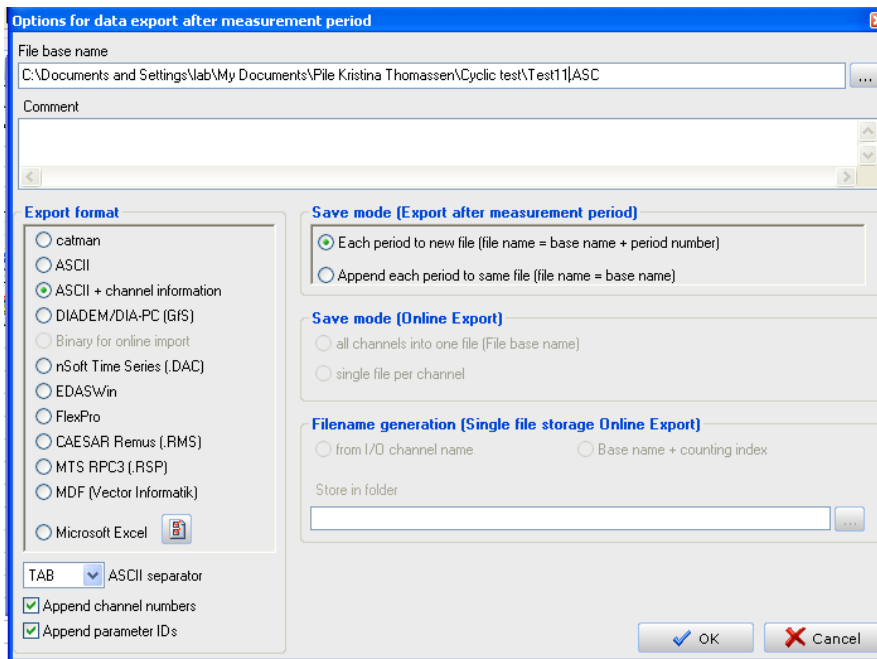 Options for data export after measurement period
File base name
C:\Documents and Settings\lab\My Documents\Pile Kristina Thomassen\Cyclic test\Test11.ASC
...
Comment
Export format
catman
ASCII
ASCII + channel information
DIADEM/DIA-PC (GfS)
Binary for online import
nSoft Time Series (.DAC)
EDASWin
FlexPro
CAESAR Remus (.RMS)
MTS RPC3 (.RSP)
MDF (Vector Informatik)
Microsoft Excel
TAB ASCII separator
Append channel numbers
Append parameter IDs
Save mode (Export after measurement period)
Each period to new file (file name = base name + period number)
Append each period to same file (file name = base name)
Save mode (Online Export)
all channels into one file (File base name)
single file per channel
Filename generation (Single file storage Online Export)
from I/O channel name Base name + counting index
Store in folder
...
OK Cancel